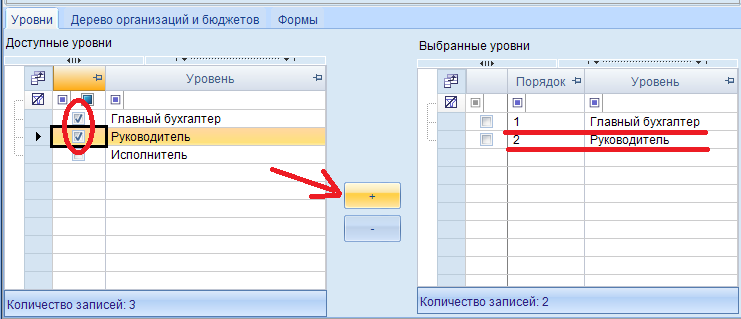 Уровни Дерево организаций и бюджетов Формы
Доступные уровни
Уровень
Главный бухгалтер
Руководитель
Исполнитель
Количество записей: 3
+
-
Выбранные уровни
Порядок Уровень
1 Главный бухгалтер
2 Руководитель
Количество записей: 2